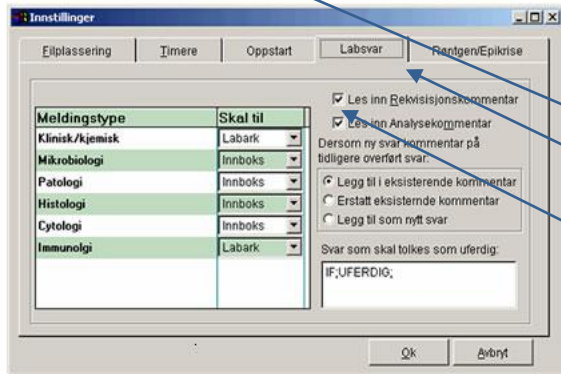 Innstillinger
Filplassering Timere Oppstart Labsvar Røntgen/Epikrise
Les inn Rekvisisjonskommentar
Les inn Analysekommentar
Meldingstype Skal til
Klinisk/kjemisk Labark
Mikrobiologi Innboks
Patologi Innboks
Histologi Innboks
Cytologi Innboks
Immunolgi Labark
Dersom ny svar kommentar på
tidligere overført svar:
Legg til i eksisterende kommentar
Erstatt eksisternde kommentar
Legg til som nytt svar
Svar som skal tolkes som uferdig:
IF;UFERDIG;
Ok Avbryt